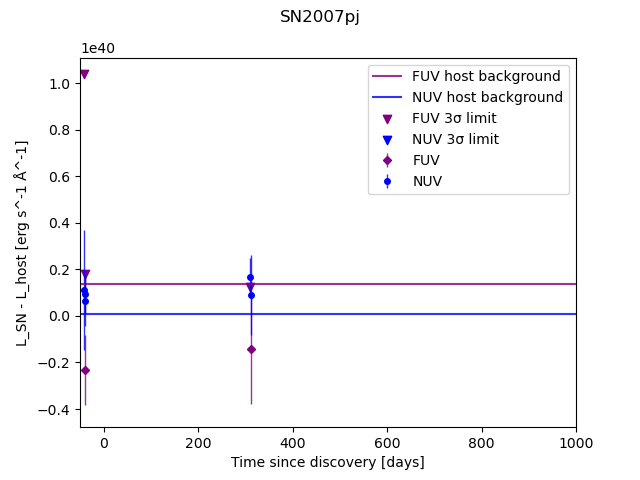 SN2007pj
1e40
L_SN - L_host [erg s^-1 Å^-1]
1.0
0.8
0.6
0.4
0.2
0.0
−0.2
−0.4
FUV host background
NUV host background
FUV 3σ limit
NUV 3σ limit
FUV
NUV
0 200 400 600 800 1000
Time since discovery [days]